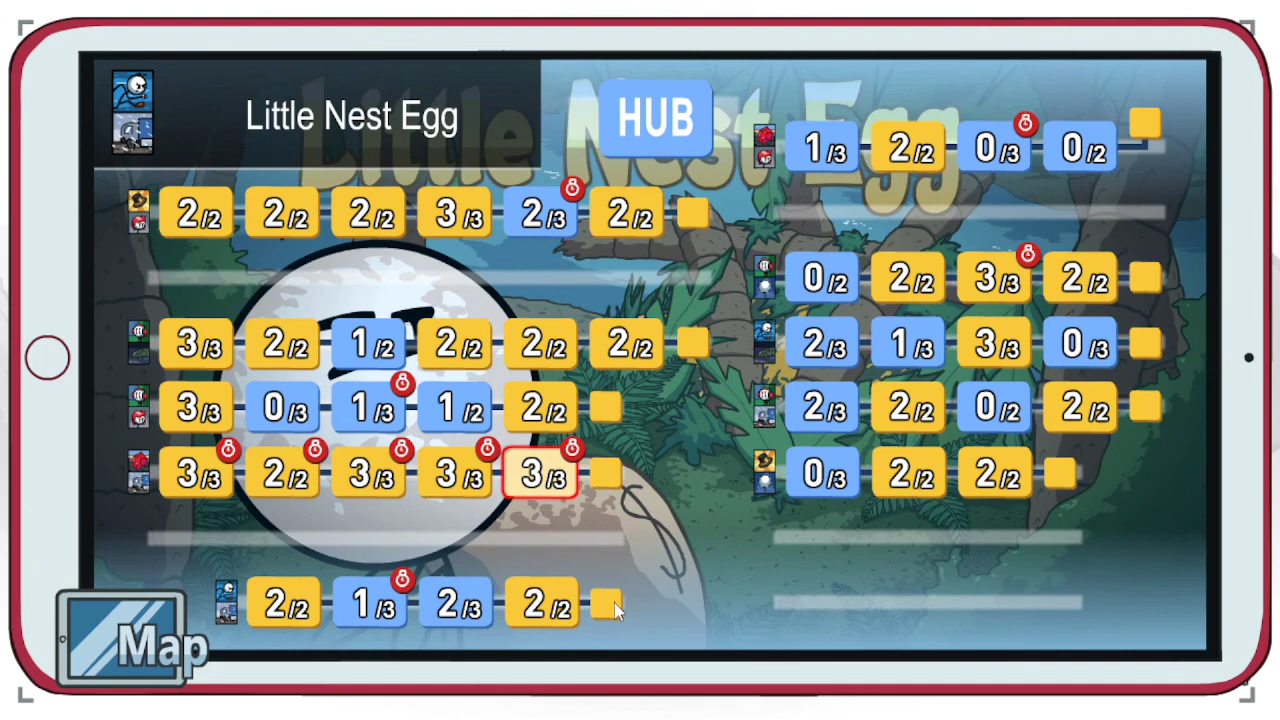 Little Nest Egg
Little Nest Egg
HUB
1/3 2/2 0/3 0/2
2/2 2/2 2/2 3/3 2/3 2/2
0/2 2/2 3/3 2/2
3/3 2/2 1/2 2/2 2/2 2/2
2/3 1/3 3/3 0/3
3/3 0/3 1/3 1/2 2/2
2/3 2/2 0/2 2/2
3/3 2/2 3/3 3/3 3/3
0/3 2/2 2/2
$
2/2 1/3 2/3 2/2
Map